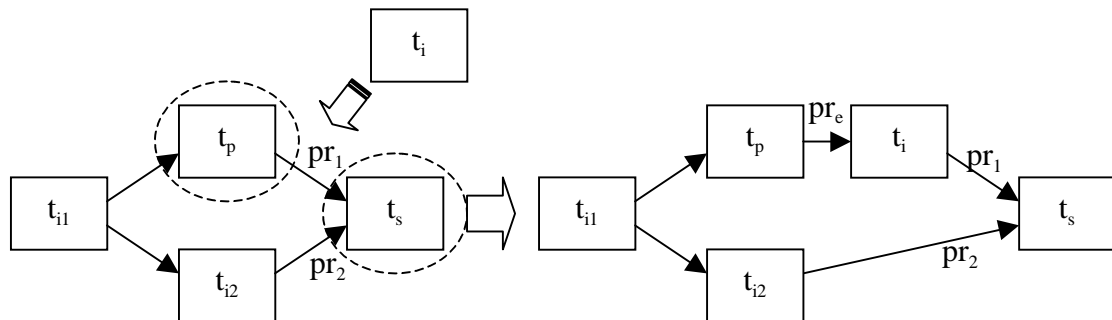 tᵢ
tₚ
pr₁
tᵢ₁
tₛ
tᵢ₂
pr₂
tₚ
prₑ
tᵢ
pr₁
tᵢ₁
tₛ
tᵢ₂
pr₂